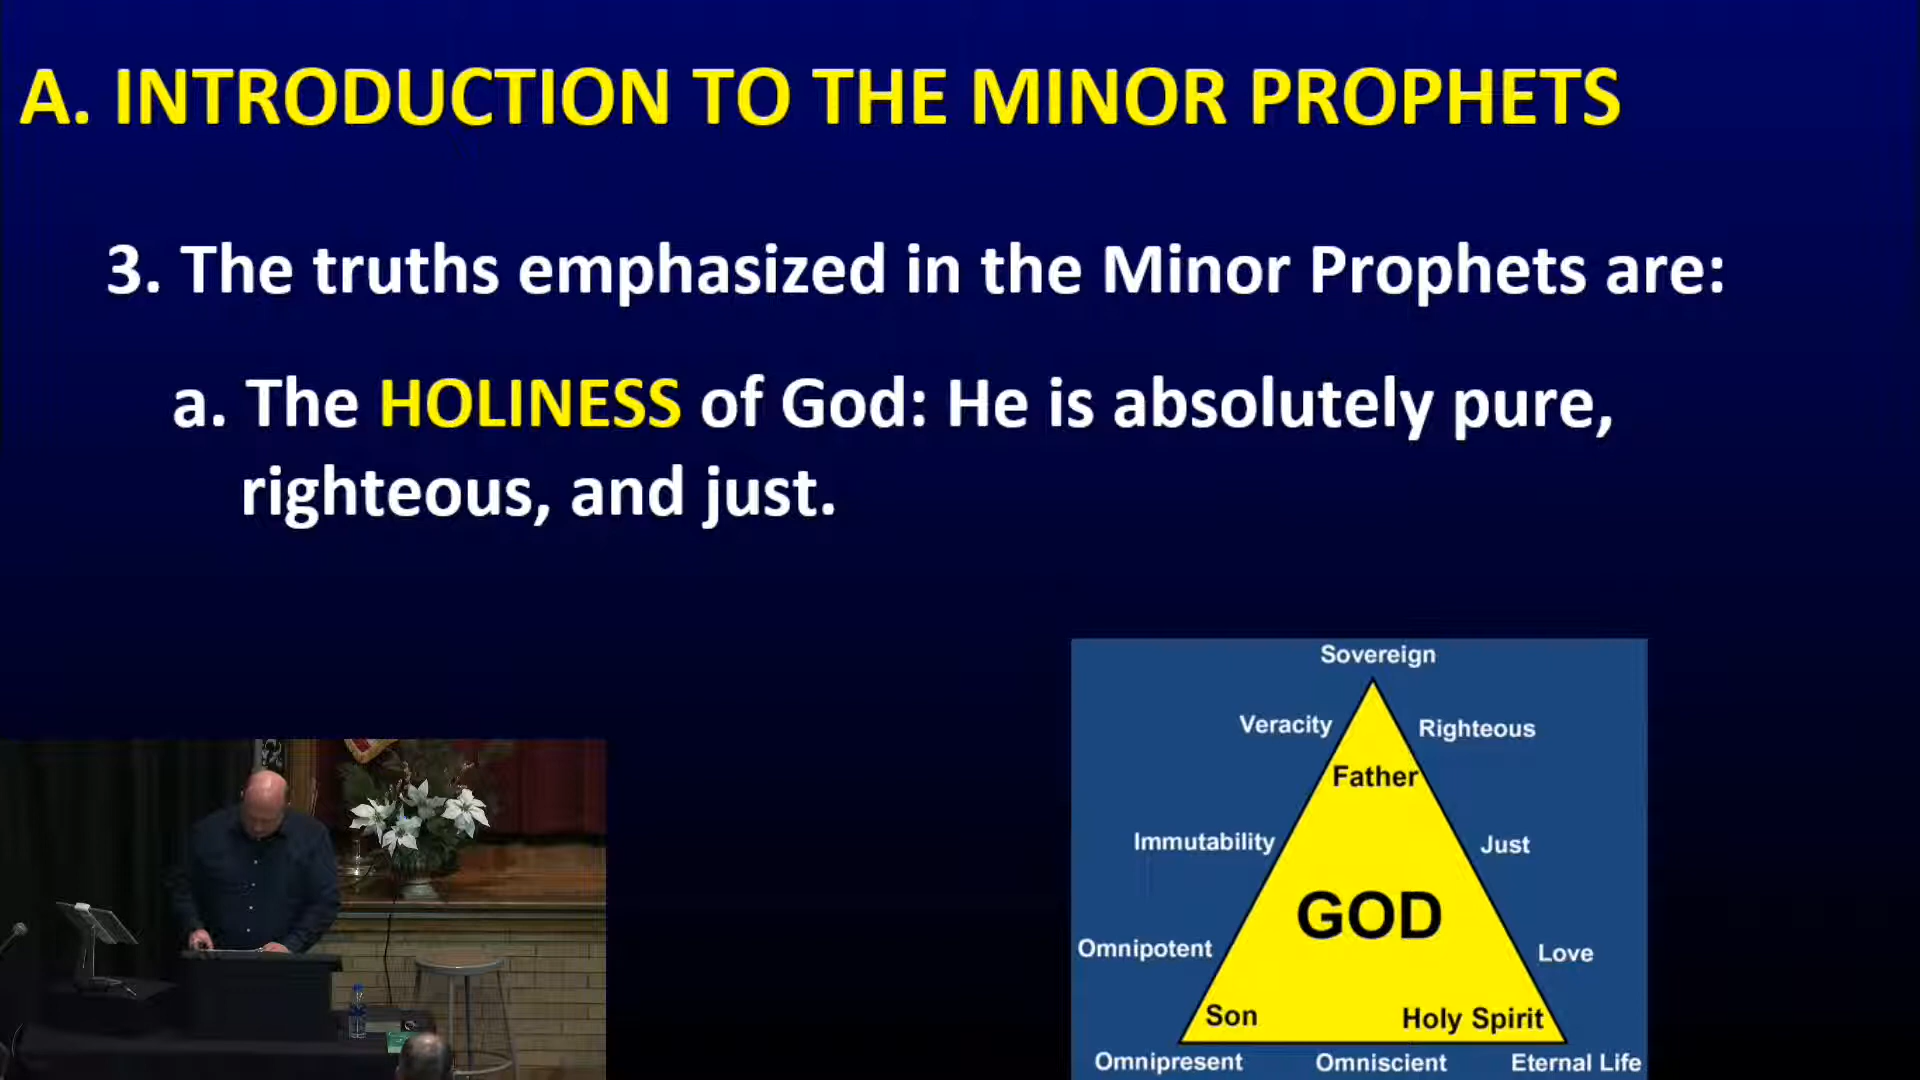 A. INTRODUCTION TO THE MINOR PROPHETS
3. The truths emphasized in the Minor Prophets are:
a. The HOLINESS of God: He is absolutely pure,
righteous, and just.
Sovereign
Veracity
Righteous
Father
Immutability
Just
GOD
Omnipotent
Love
Son
Holy Spirit
Omnipresent
Omniscient
Eternal Life